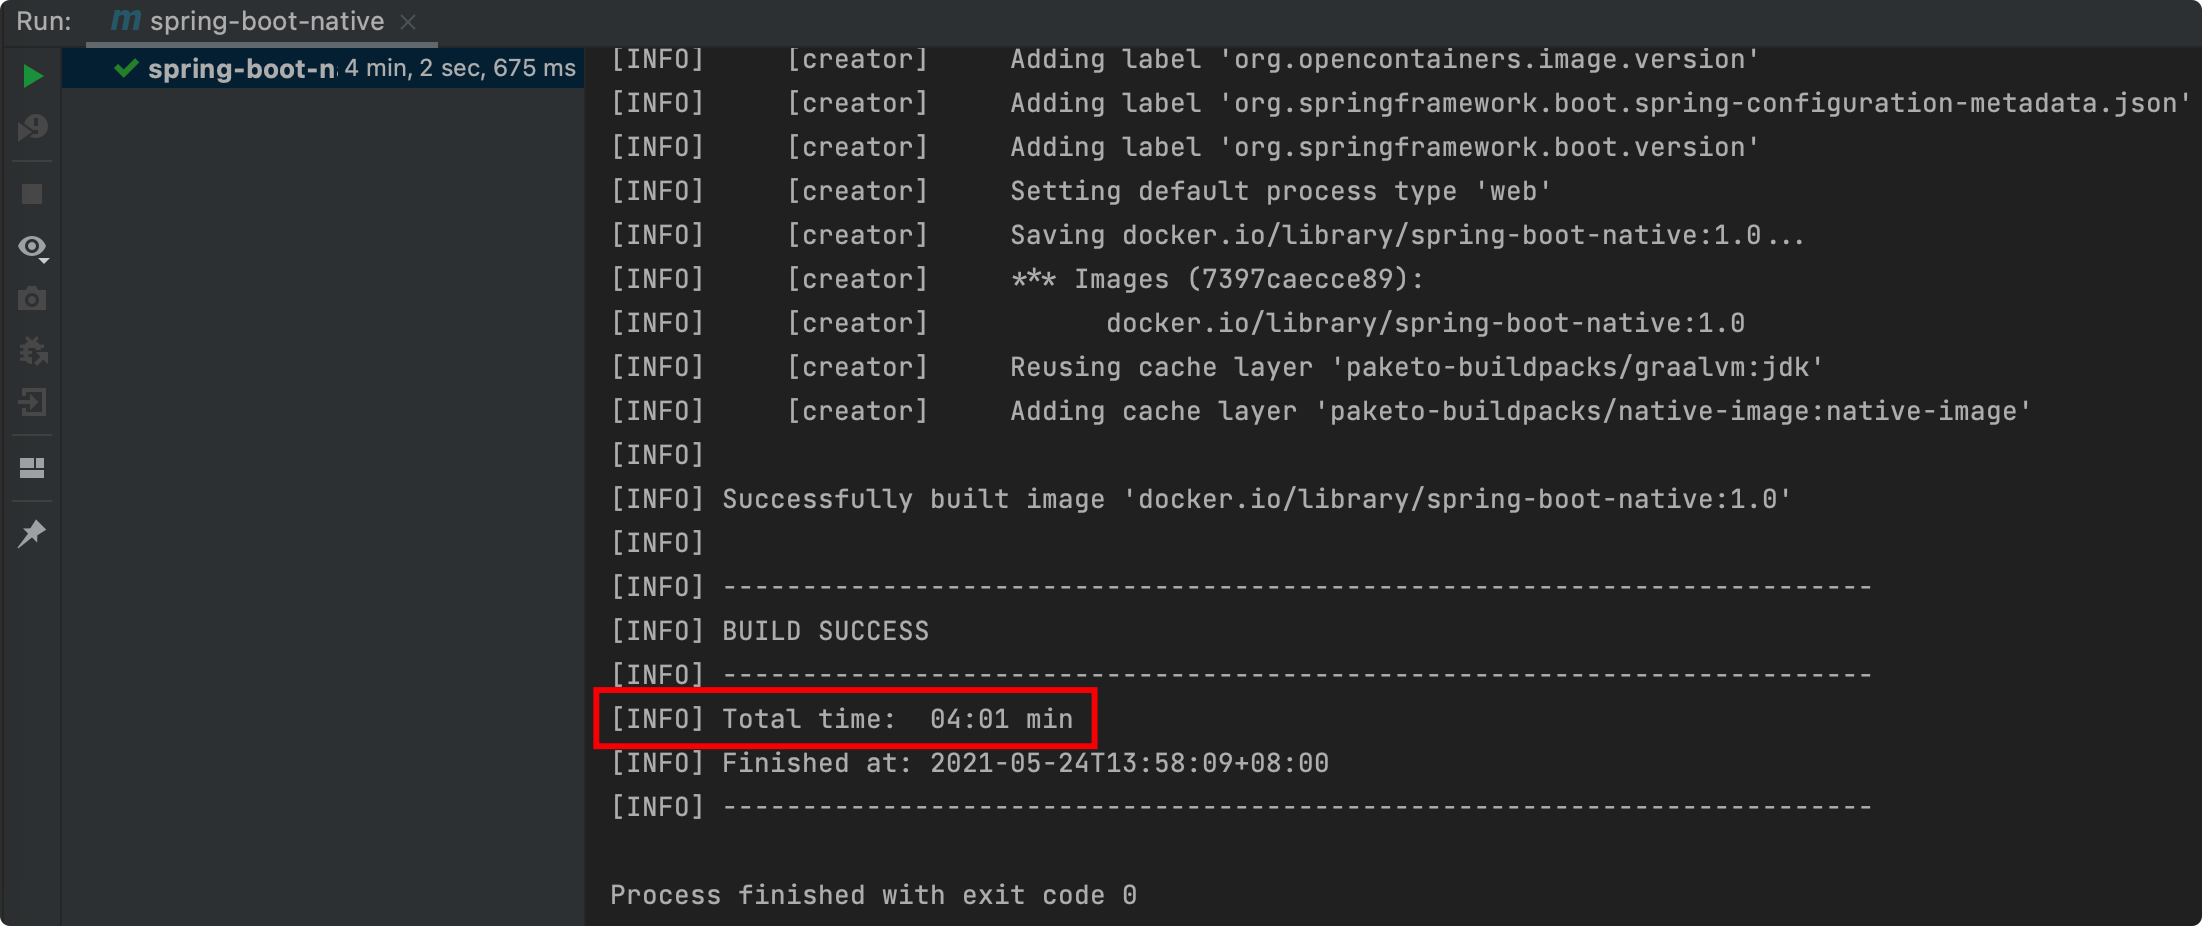 Run: m spring-boot-native
spring-boot-n 4 min, 2 sec, 675 ms
[INFO] [creator] Adding label 'org.opencontainers.image.version'
[INFO] [creator] Adding label 'org.springframework.boot.spring-configuration-metadata.json'
[INFO] [creator] Adding label 'org.springframework.boot.version'
[INFO] [creator] Setting default process type 'web'
[INFO] [creator] Saving docker.io/library/spring-boot-native:1.0...
[INFO] [creator] *** Images (7397caecce89):
[INFO] [creator] docker.io/library/spring-boot-native:1.0
[INFO] [creator] Reusing cache layer 'paketo-buildpacks/graalvm:jdk'
[INFO] [creator] Adding cache layer 'paketo-buildpacks/native-image:native-image'
[INFO]
[INFO] Successfully built image 'docker.io/library/spring-boot-native:1.0'
[INFO]
[INFO] ------------------------------------------------------------------------
[INFO] BUILD SUCCESS
[INFO] ------------------------------------------------------------------------
[INFO] Total time:  04:01 min
[INFO] Finished at: 2021-05-24T13:58:09+08:00
[INFO] ------------------------------------------------------------------------
Process finished with exit code 0